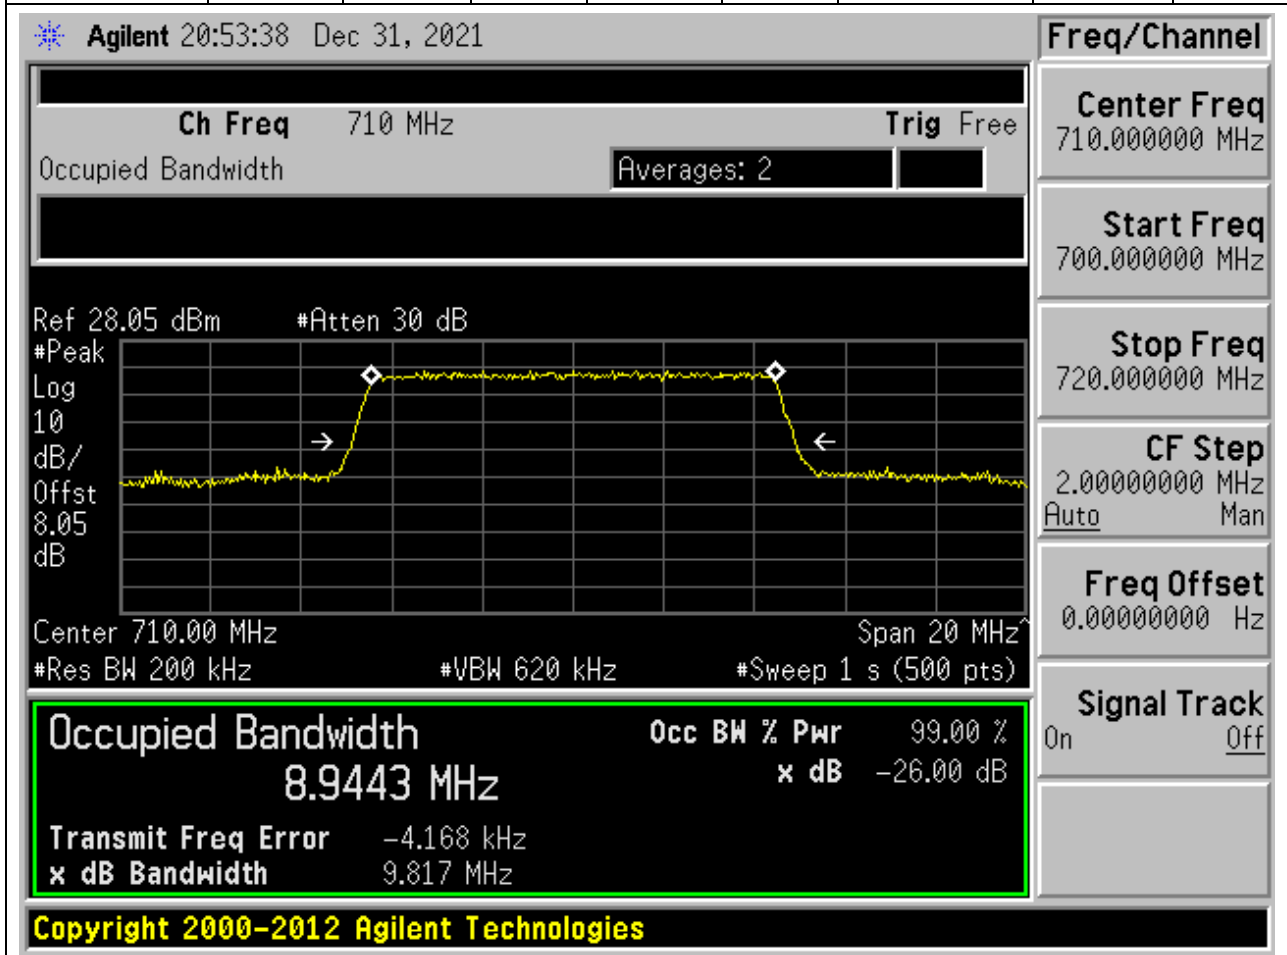 Agilent 20:53:38 Dec 31, 2021
Freq/Channel
Ch Freq 710 MHz Trig Free
Occupied Bandwidth Averages: 2
Ref 28.05 dBm #Atten 30 dB
#Peak
Log
10
dB/
Offst
8.05
dB
Center 710.00 MHz Span 20 MHz^
#Res BW 200 kHz #VBW 620 kHz #Sweep 1 s (500 pts)
Occupied Bandwidth Occ BW % Pwr 99.00 %
8.9443 MHz x dB -26.00 dB
Transmit Freq Error -4.168 kHz
x dB Bandwidth 9.817 MHz
Copyright 2000-2012 Agilent Technologies
Center Freq
710.000000 MHz
Start Freq
700.000000 MHz
Stop Freq
720.000000 MHz
CF Step
2.00000000 MHz
Auto Man
Freq Offset
0.00000000 Hz
Signal Track
On Off